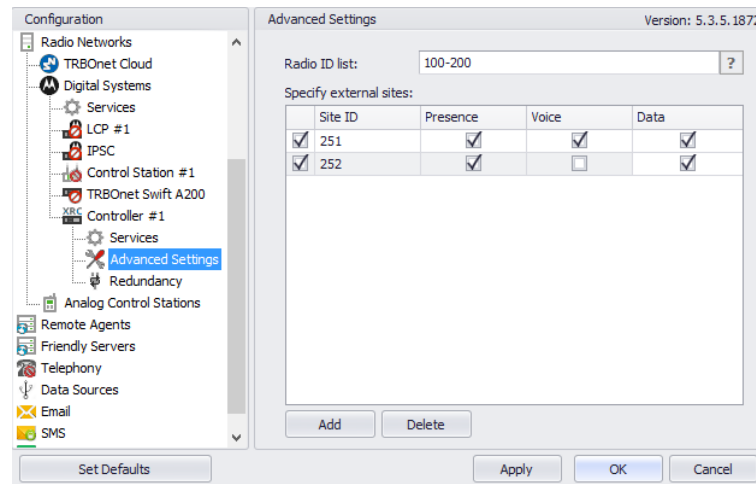 Configuration
Radio Networks
TRBOnet Cloud
Digital Systems
Services
LCP #1
IPSC
Control Station #1
TRBOnet Swift A200
XRC Controller #1
Services
Advanced Settings
Redundancy
Analog Control Stations
Remote Agents
Friendly Servers
Telephony
Data Sources
Email
SMS
Set Defaults
Advanced Settings Version: 5.3.5.1872
Radio ID list: 100-200 ?
Specify external sites:
Site ID Presence Voice Data
251
252
Add Delete
Apply OK Cancel